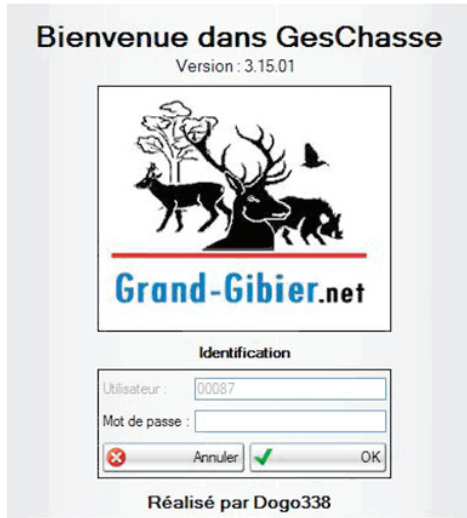 Bienvenue dans GesChasse
Version : 3.15.01
Grand-Gibier.net
Identification
Utilisateur : 00087
Mot de passe :
Annuler OK
Réalisé par Dogo338